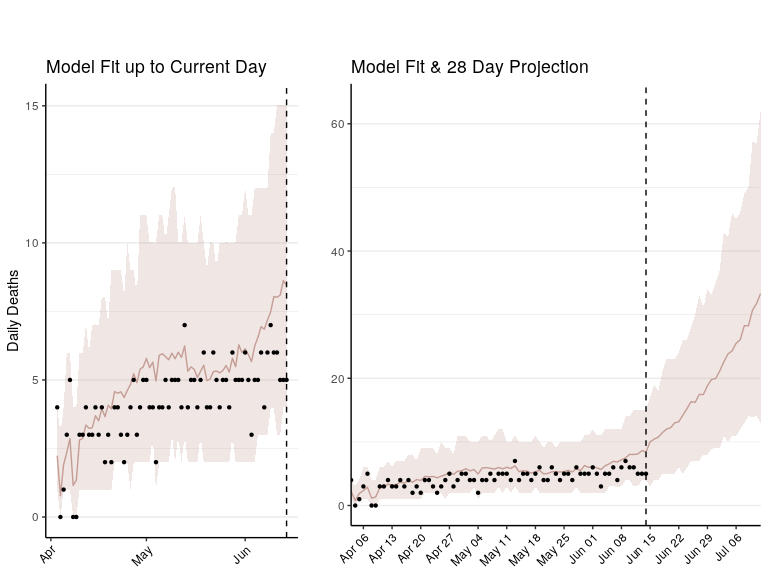 Model Fit up to Current Day
Daily Deaths
15
10
5
0
Apr
May
Jun
Model Fit & 28 Day Projection
60
40
20
0
Apr 06
Apr 13
Apr 20
Apr 27
May 04
May 11
May 18
May 25
Jun 01
Jun 08
Jun 15
Jun 22
Jun 29
Jul 06